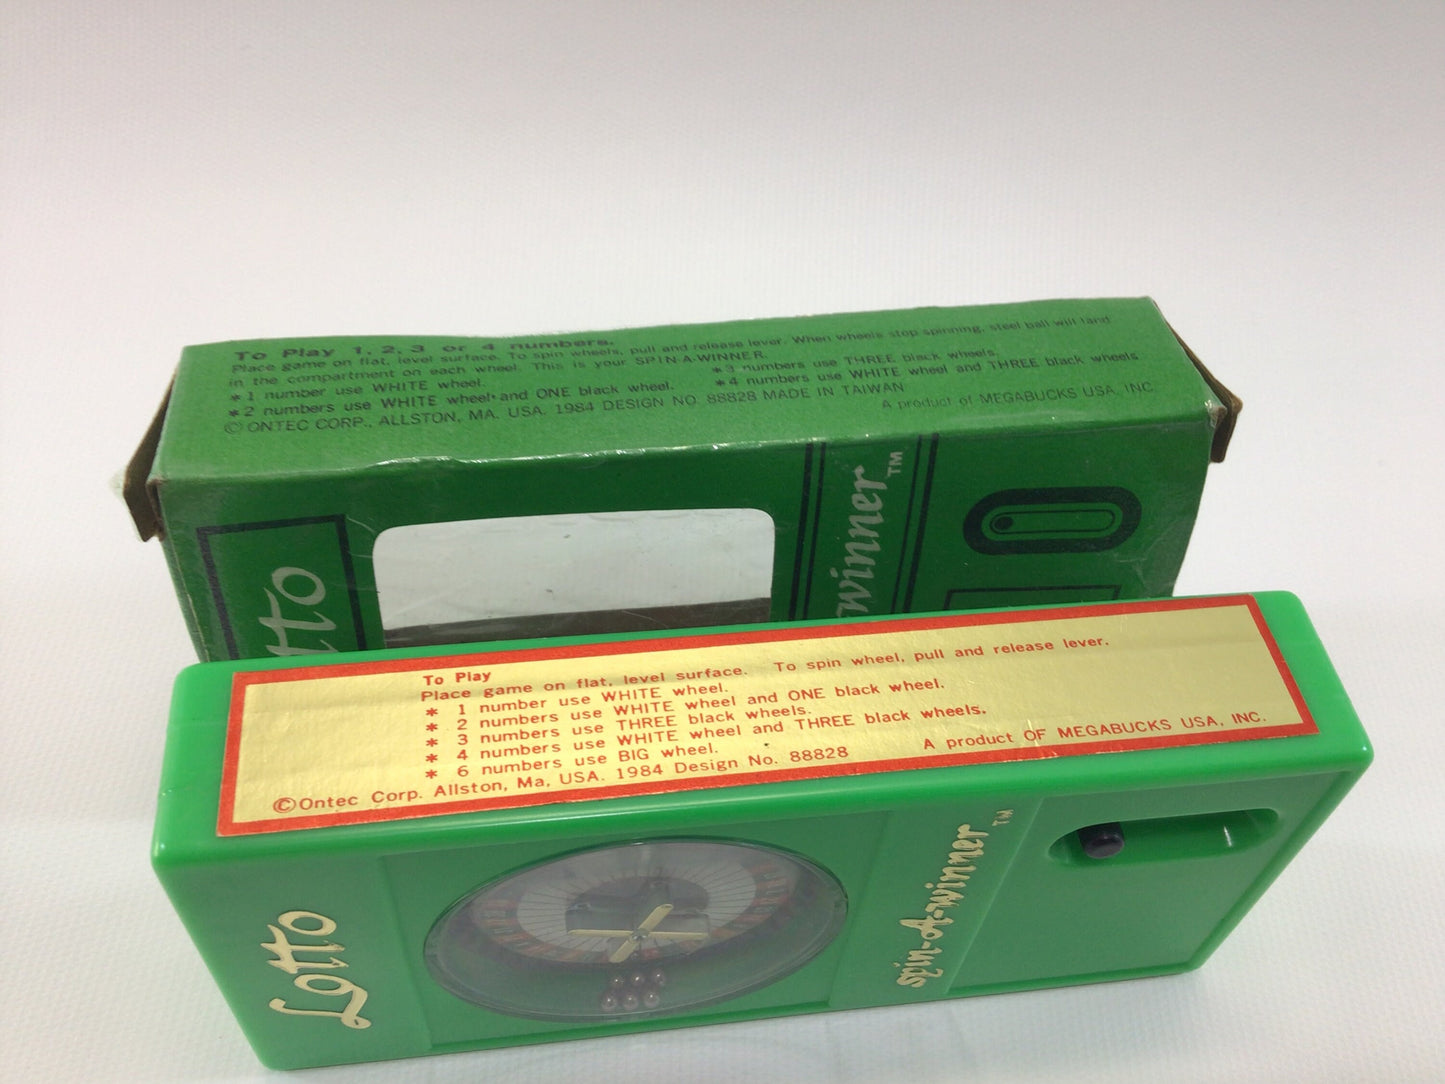 To Play 1, 2, 3 or 4 numbers.
Place game on flat, level surface. To spin wheels, pull and release lever. When wheels stop spinning, steel ball will land
in the compartment on each wheel. This is your SPIN-A-WINNER.
* 1 number use WHITE wheel.
* 2 numbers use WHITE wheel and ONE black wheel.
* 3 numbers use THREE black wheels.
* 4 numbers use WHITE wheel and THREE black wheels
© ONTEC CORP., ALLSTON, MA. USA. 1984 DESIGN NO. 88828 MADE IN TAIWAN
A product of MEGABUCKS USA, INC.
tto
winner™
To Play
Place game on flat, level surface. To spin wheel, pull and release lever.
* 1 number use WHITE wheel.
* 2 numbers use WHITE wheel and ONE black wheel.
* 3 numbers use THREE black wheels.
* 4 numbers use WHITE wheel and THREE black wheels.
* 6 numbers use BIG wheel.
©Ontec Corp. Allston, Ma, USA. 1984 Design No. 88828
A product OF MEGABUCKS USA, INC.
Lotto
spin-A-winner™